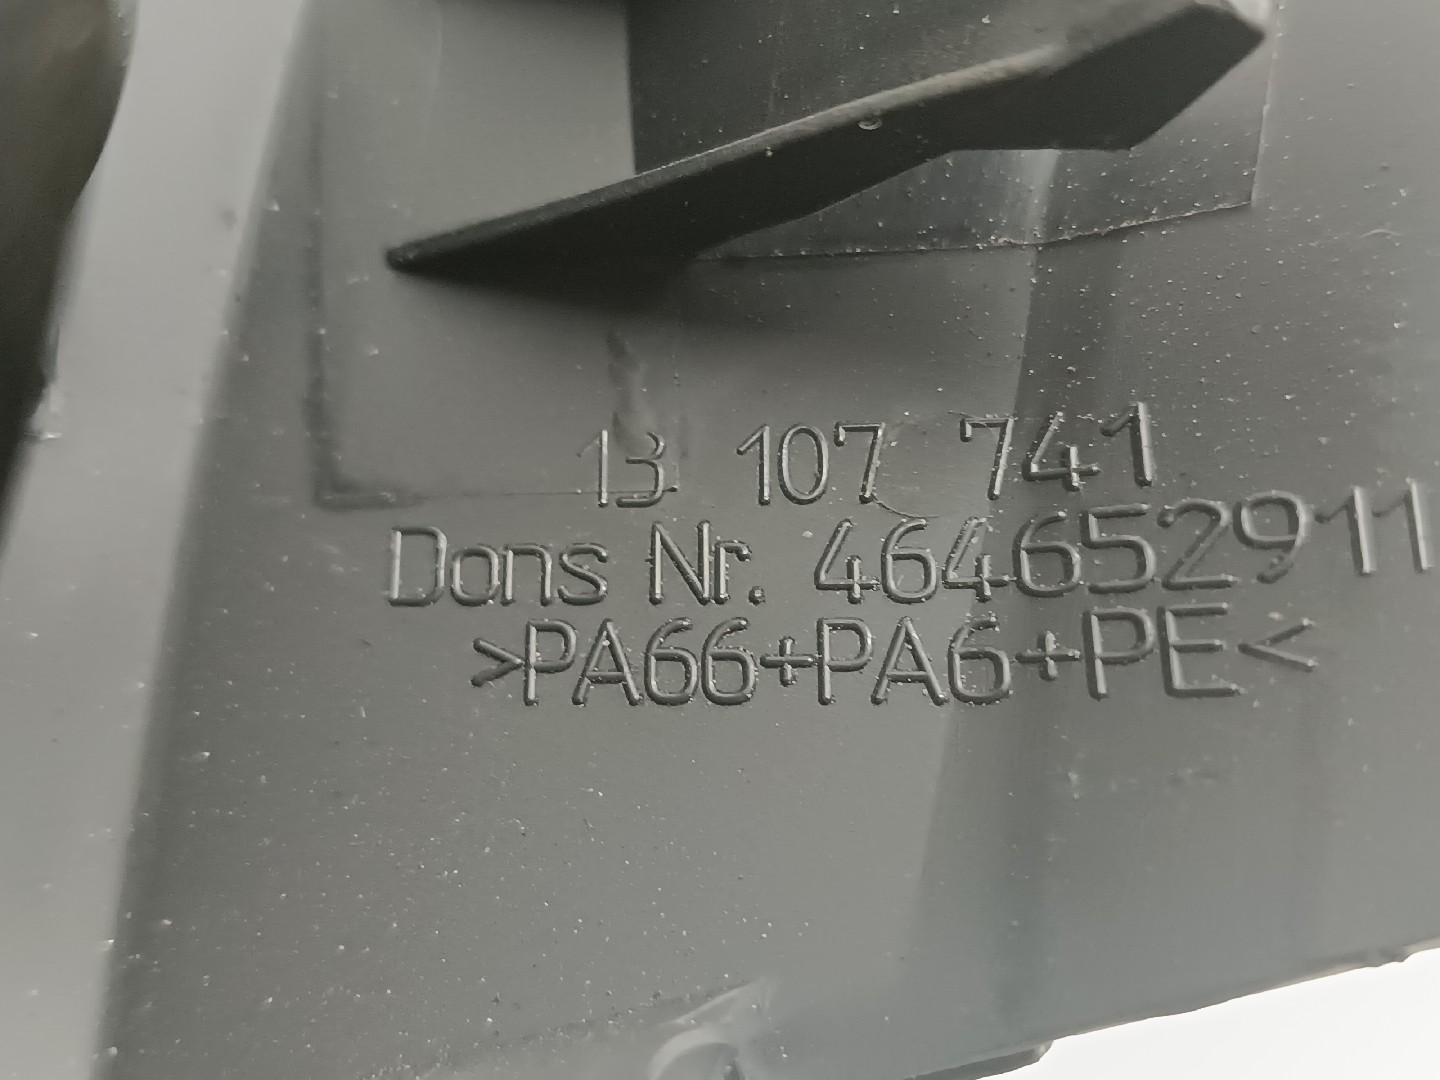 13 107 741
Dons Nr. 464652911
>PA66+PA6+PE<